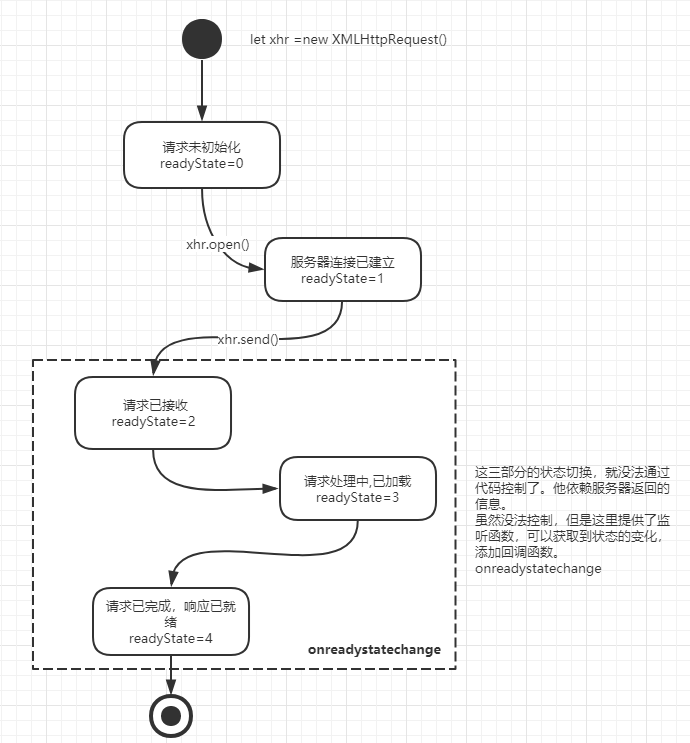 let xhr =new XMLHttpRequest()
请求未初始化
readyState=0
xhr.open()
服务器连接已建立
readyState=1
xhr.send()
请求已接收
readyState=2
请求处理中,已加载
readyState=3
这三部分的状态切换，就没法通过
代码控制了。他依赖服务器返回的
信息。
虽然没法控制，但是这里提供了监
听函数，可以获取到状态的变化，
添加回调函数。
onreadystatechange
请求已完成，响应已就
绪
readyState=4
onreadystatechange